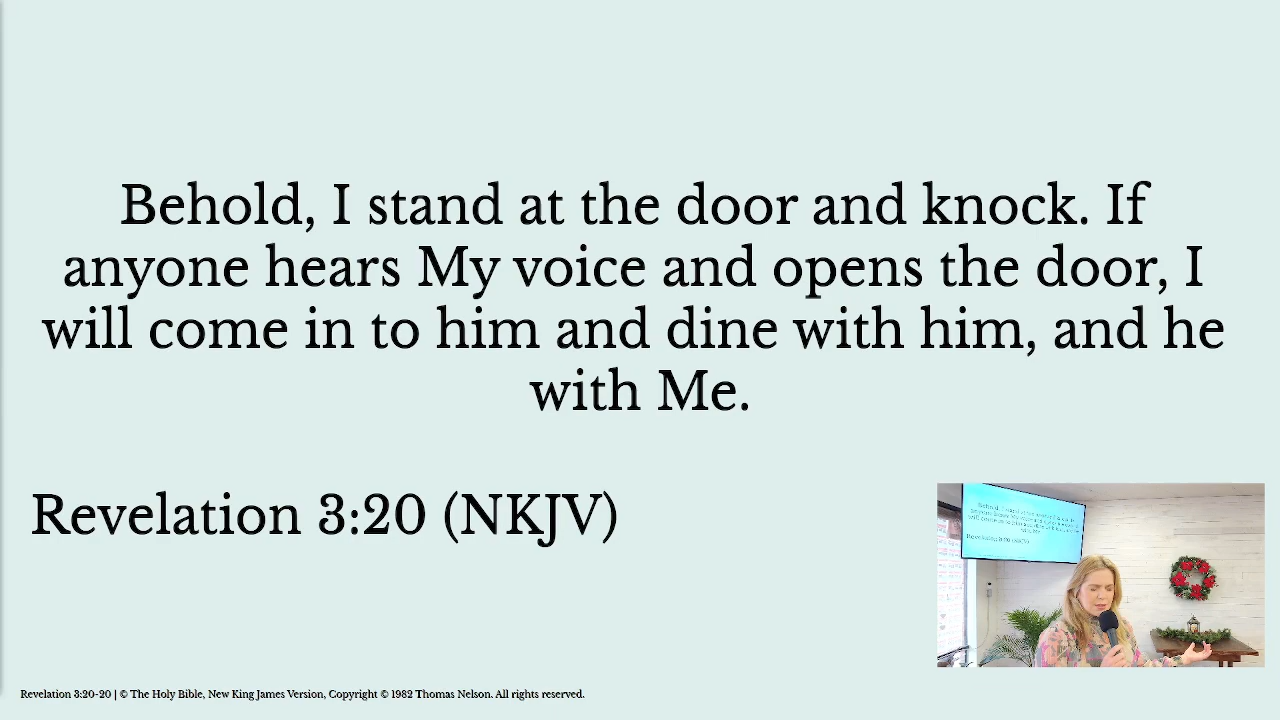 Behold, I stand at the door and knock. If
anyone hears My voice and opens the door, I
will come in to him and dine with him, and he
with Me.
Revelation 3:20 (NKJV)
Revelation 3:20-20 | © The Holy Bible, New King James Version, Copyright © 1982 Thomas Nelson. All rights reserved.